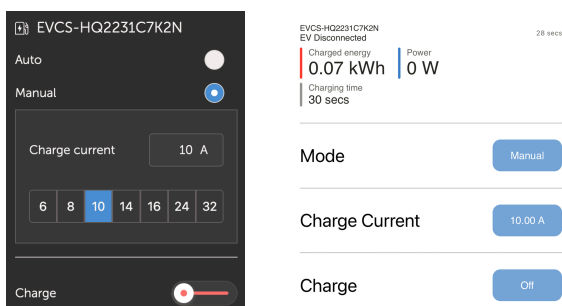 EVCS-HQ2231C7K2N
Auto
Manual
Charge current
10 A
6 8 10 14 16 24 32
Charge
EVCS-HQ2231C7K2N
EV Disconnected
28 secs
Charged energy
0.07 kWh
Power
0 W
Charging time
30 secs
Mode
Manual
Charge Current
10.00 A
Charge
Off